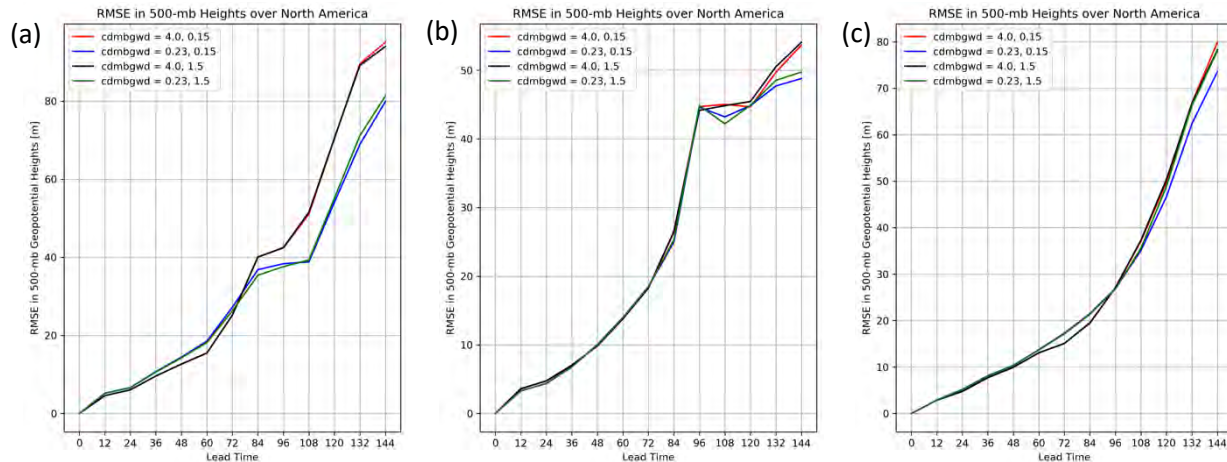 (a)
RMSE in 500-mb Heights over North America
cdmbgwd = 4.0, 0.15
cdmbgwd = 0.23, 0.15
cdmbgwd = 4.0, 1.5
cdmbgwd = 0.23, 1.5
RMSE in 500-mb Geopotential Heights [m]
80
60
40
20
0
0 12 24 36 48 60 72 84 96 108 120 132 144
Lead Time
(b)
RMSE in 500-mb Heights over North America
cdmbgwd = 4.0, 0.15
cdmbgwd = 0.23, 0.15
cdmbgwd = 4.0, 1.5
cdmbgwd = 0.23, 1.5
RMSE in 500-mb Geopotential Heights [m]
50
40
30
20
10
0
0 12 24 36 48 60 72 84 96 108 120 132 144
Lead Time
(c)
RMSE in 500-mb Heights over North America
cdmbgwd = 4.0, 0.15
cdmbgwd = 0.23, 0.15
cdmbgwd = 4.0, 1.5
cdmbgwd = 0.23, 1.5
RMSE in 500-mb Geopotential Heights [m]
80
70
60
50
40
30
20
10
0
0 12 24 36 48 60 72 84 96 108 120 132 144
Lead Time